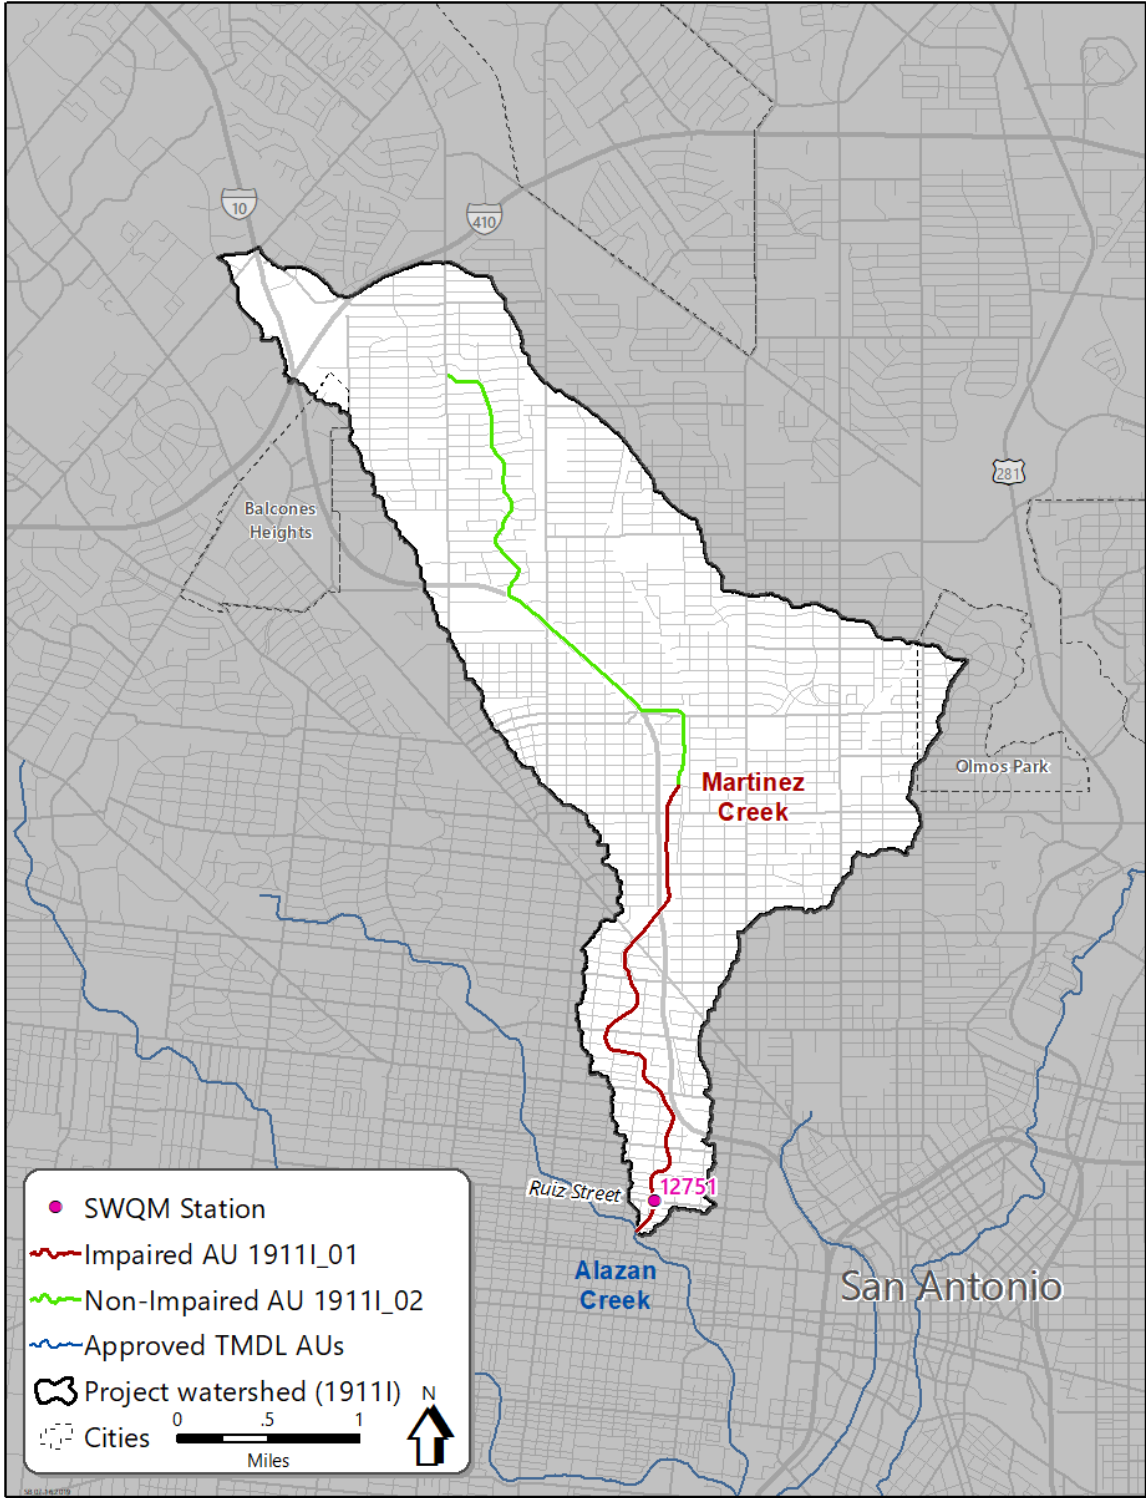 10
410
281
Balcones
Heights
Olmos Park
Martinez
Creek
Ruiz Street
12751
Alazan
Creek
San Antonio
SWQM Station
Impaired AU 1911I_01
Non-Impaired AU 1911I_02
Approved TMDL AUs
Project watershed (1911I)
Cities
0 .5 1
Miles
N